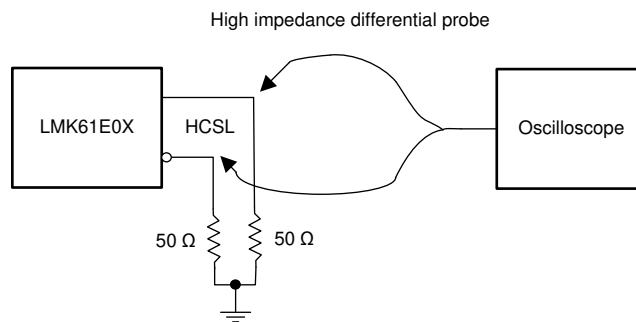 High impedance differential probe
LMK61E0X
HCSL
Oscilloscope
50 Ω
50 Ω